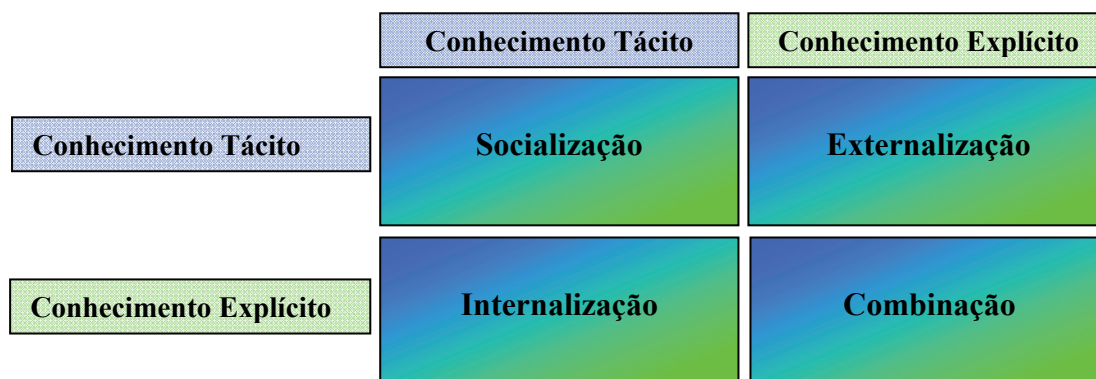 Conhecimento Tácito
Conhecimento Explícito
Conhecimento Tácito
Socialização
Externalização
Conhecimento Explícito
Internalização
Combinação